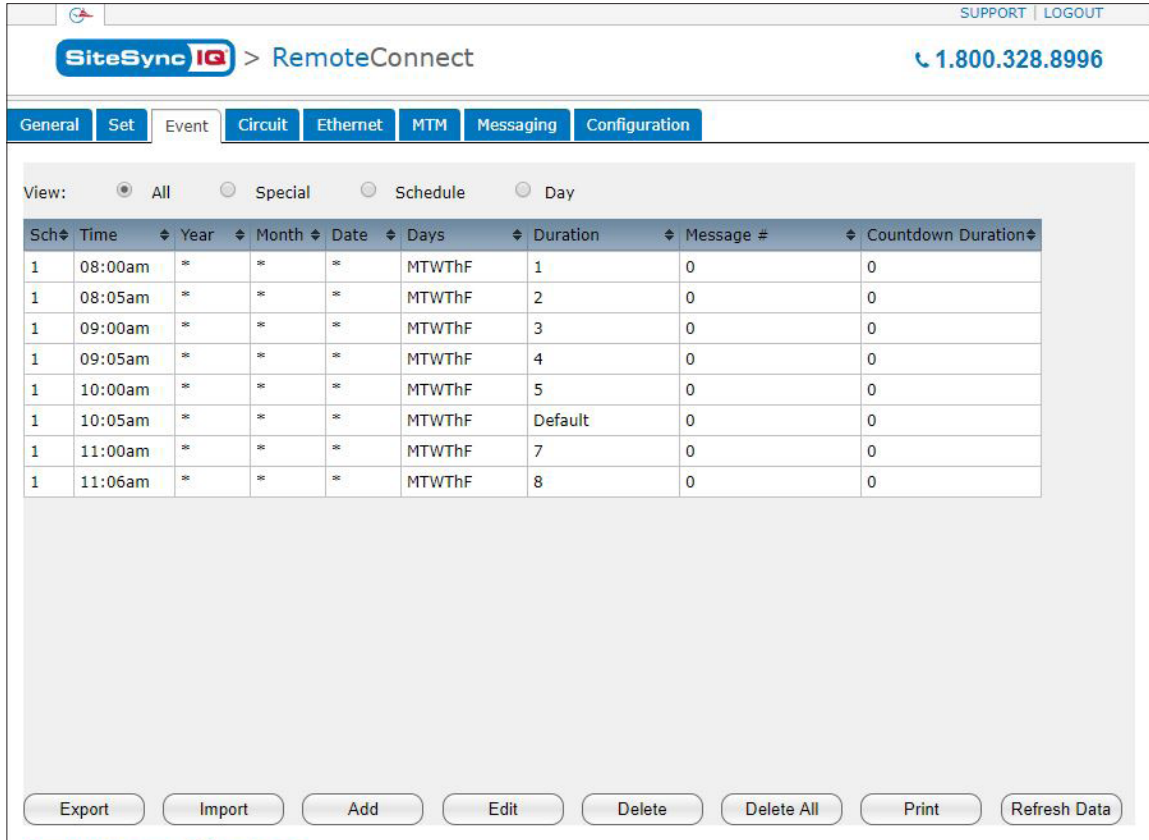 SUPPORT | LOGOUT
SiteSync IQ > RemoteConnect
1.800.328.8996
General Set Event Circuit Ethernet MTM Messaging Configuration
View: All Special Schedule Day
Sch Time Year Month Date Days Duration Message # Countdown Duration
1 08:00am * * * MTWThF 1 0 0
1 08:05am * * * MTWThF 2 0 0
1 09:00am * * * MTWThF 3 0 0
1 09:05am * * * MTWThF 4 0 0
1 10:00am * * * MTWThF 5 0 0
1 10:05am * * * MTWThF Default 0 0
1 11:00am * * * MTWThF 7 0 0
1 11:06am * * * MTWThF 8 0 0
Export Import Add Edit Delete Delete All Print Refresh Data